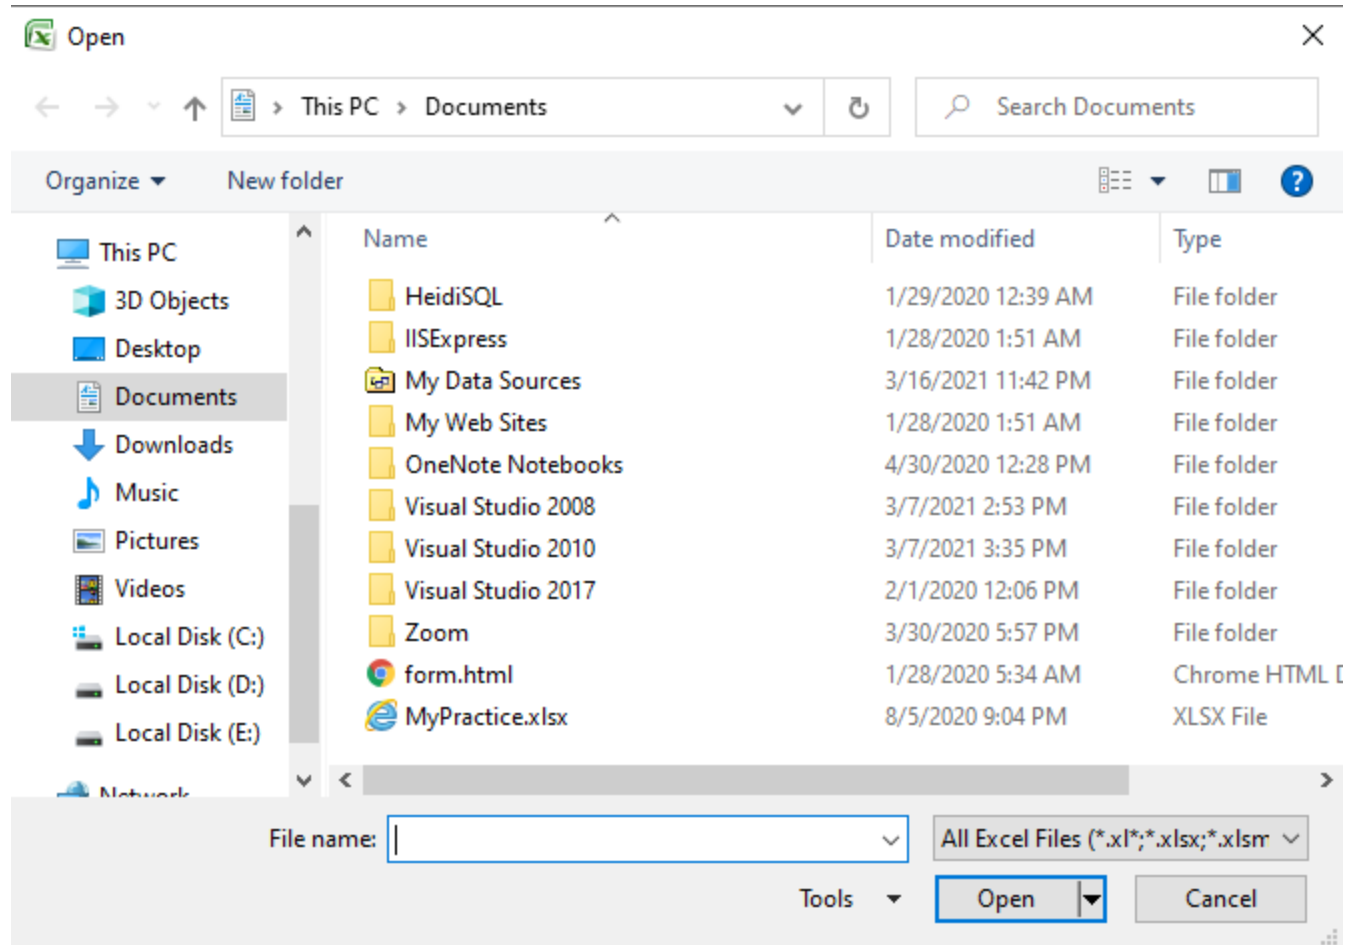 Open
This PC > Documents
Search Documents
Organize
New folder
Name
Date modified
Type
This PC
3D Objects
Desktop
Documents
Downloads
Music
Pictures
Videos
Local Disk (C:)
Local Disk (D:)
Local Disk (E:)
Network
HeidiSQL 1/29/2020 12:39 AM File folder
IISExpress 1/28/2020 1:51 AM File folder
My Data Sources 3/16/2021 11:42 PM File folder
My Web Sites 1/28/2020 1:51 AM File folder
OneNote Notebooks 4/30/2020 12:28 PM File folder
Visual Studio 2008 3/7/2021 2:53 PM File folder
Visual Studio 2010 3/7/2021 3:35 PM File folder
Visual Studio 2017 2/1/2020 12:06 PM File folder
Zoom 3/30/2020 5:57 PM File folder
form.html 1/28/2020 5:34 AM Chrome HTML D
MyPractice.xlsx 8/5/2020 9:04 PM XLSX File
File name:
All Excel Files (*.xl*;*.xlsx;*.xlsm
Tools
Open
Cancel